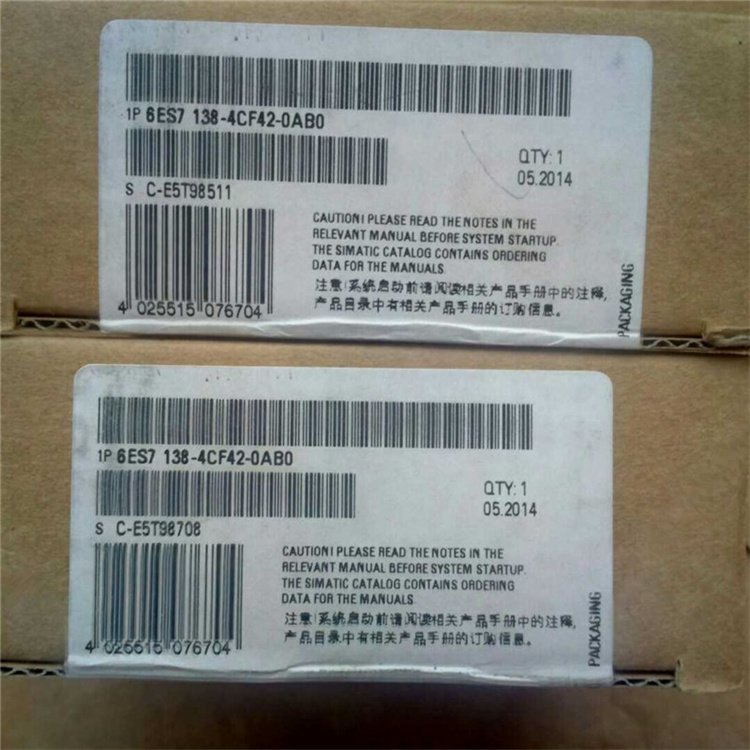 1P 6ES7 138-4CF42-0AB0
QTY: 1
05.2014
S C-E5T98511
CAUTION! PLEASE READ THE NOTES IN THE
RELEVANT MANUAL BEFORE SYSTEM STARTUP.
THE SIMATIC CATALOG CONTAINS ORDERING
DATA FOR THE MANUALS.
注意!系统启动前请阅读相关产品手册中的注释,
产品目录中有相关产品手册的订购信息。
4 025515 076704
PACKAGING
1P 6ES7 138-4CF42-0AB0
QTY: 1
05.2014
S C-E5T98708
CAUTION! PLEASE READ THE NOTES IN THE
RELEVANT MANUAL BEFORE SYSTEM STARTUP.
THE SIMATIC CATALOG CONTAINS ORDERING
DATA FOR THE MANUALS.
注意!系统启动前请阅读相关产品手册中的注释,
产品目录中有相关产品手册的订购信息。
4 025515 076704
PACKAGING